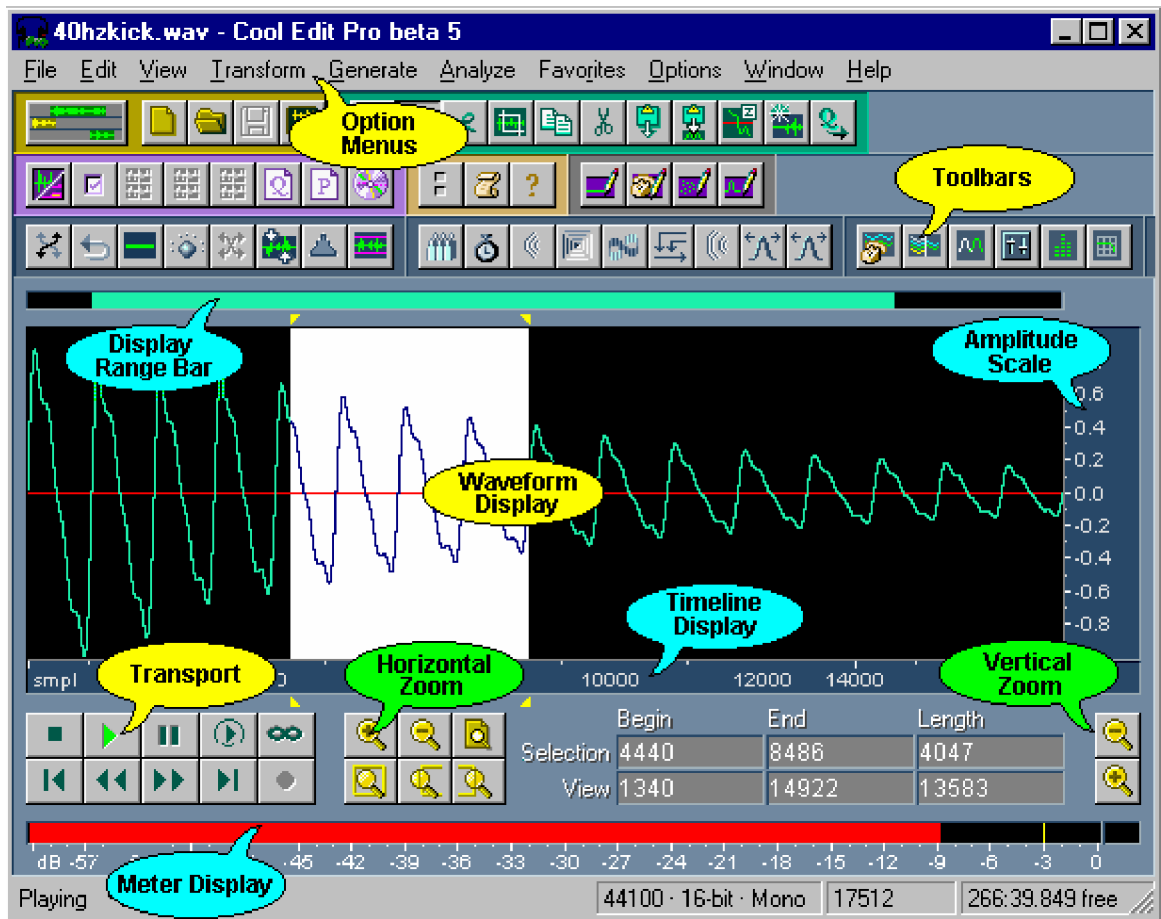 40hzkick.wav - Cool Edit Pro beta 5
File Edit View Transform Generate Analyze Favorites Options Window Help
Option
Menus
Q P ?
Toolbars
Display
Range Bar
Amplitude
Scale
0.6
0.4
0.2
0.0
-0.2
-0.4
-0.6
-0.8
Waveform
Display
Timeline
Display
smpl 10000 12000 14000
Transport
Horizontal
Zoom
Vertical
Zoom
Begin End Length
Selection 4440 8486 4047
View 1340 14922 13583
dB -57 -45 -42 -39 -36 -33 -30 -27 -24 -21 -18 -15 -12 -9 -6 -3 0
Meter Display
Playing 44100 · 16-bit · Mono 17512 266:39.849 free